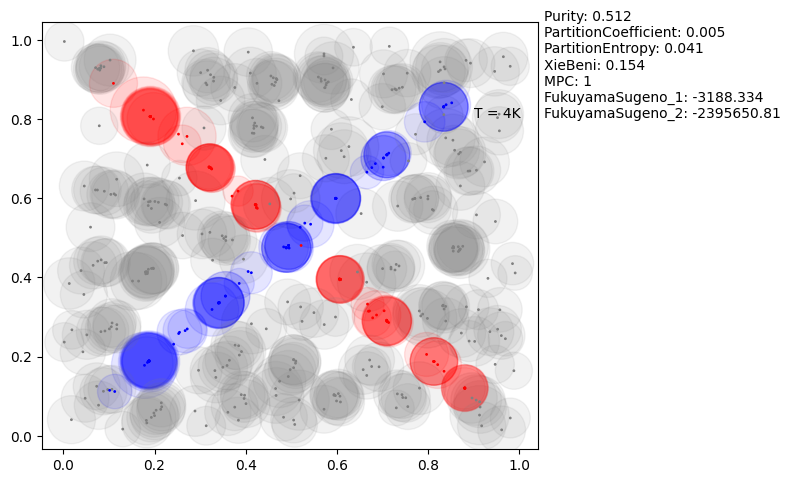 Purity: 0.512
PartitionCoefficient: 0.005
PartitionEntropy: 0.041
XieBeni: 0.154
MPC: 1
FukuyamaSugeno_1: -3188.334
FukuyamaSugeno_2: -2395650.81
T = 4K
1.0
0.8
0.6
0.4
0.2
0.0
0.0 0.2 0.4 0.6 0.8 1.0